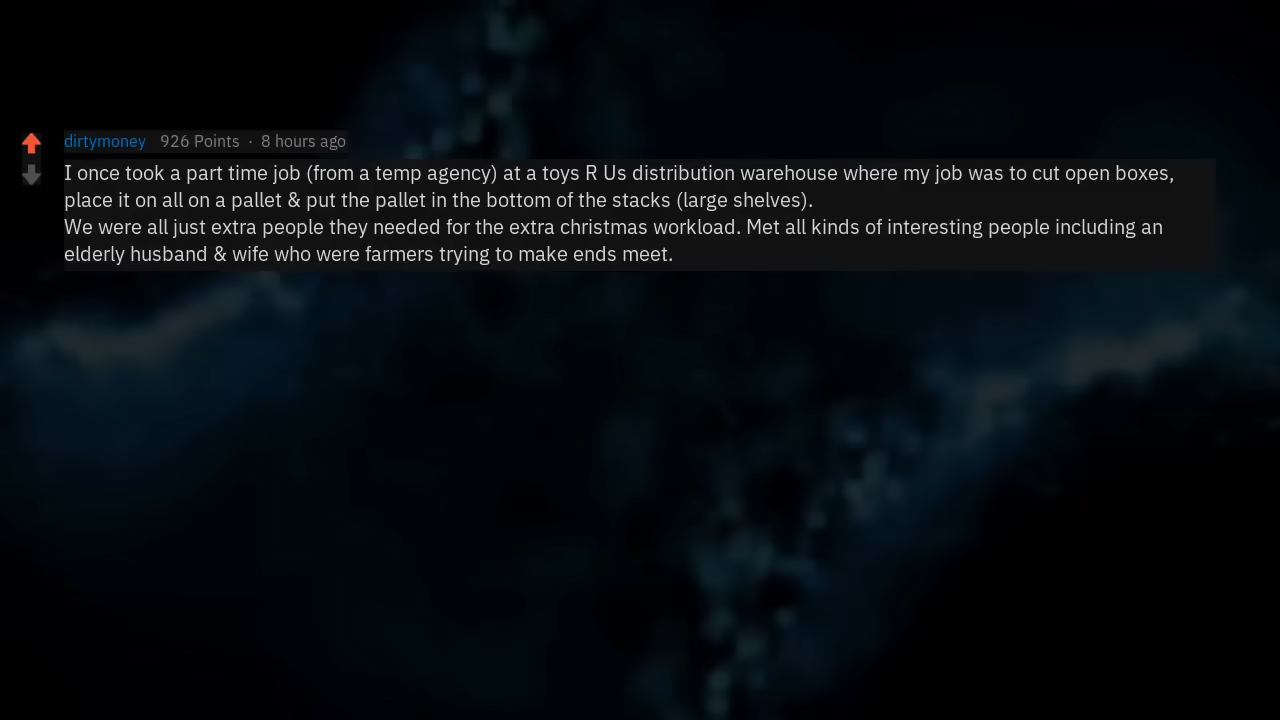 dirtymoney 926 Points · 8 hours ago
I once took a part time job (from a temp agency) at a toys R Us distribution warehouse where my job was to cut open boxes,
place it on all on a pallet & put the pallet in the bottom of the stacks (large shelves).
We were all just extra people they needed for the extra christmas workload. Met all kinds of interesting people including an
elderly husband & wife who were farmers trying to make ends meet.